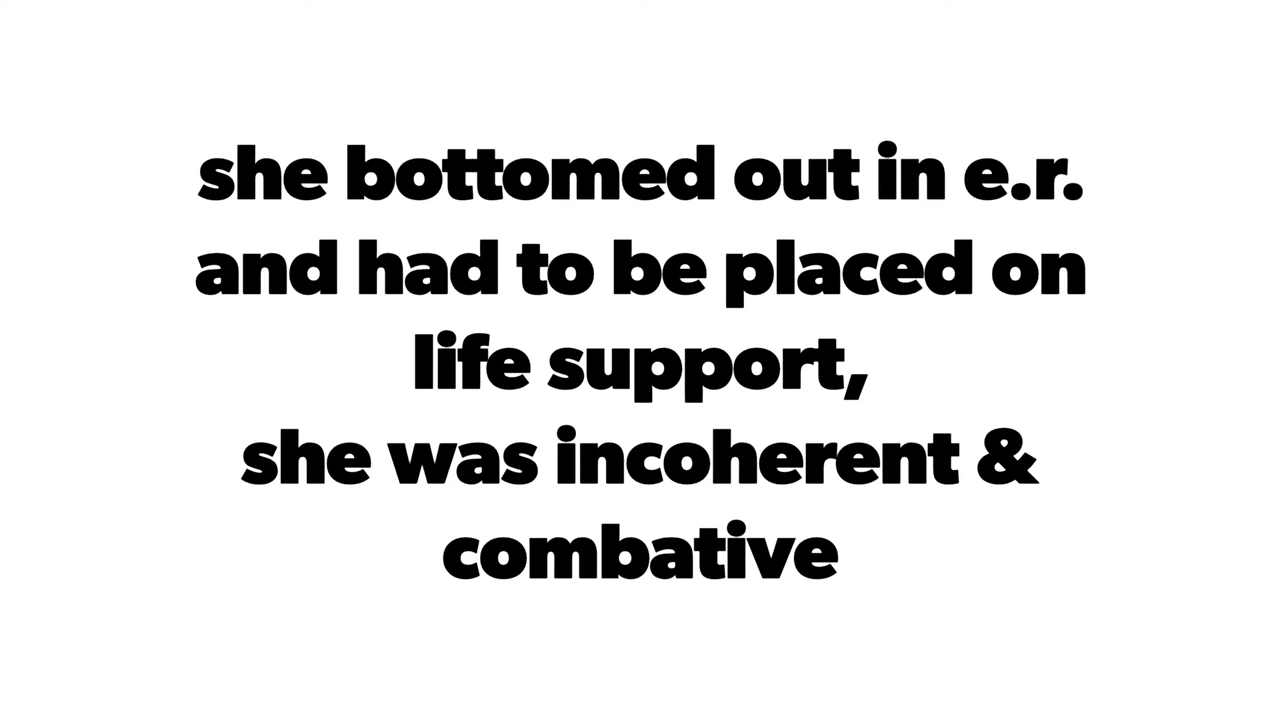 she bottomed out in e.r.
and had to be placed on
life support,
she was incoherent &
combative